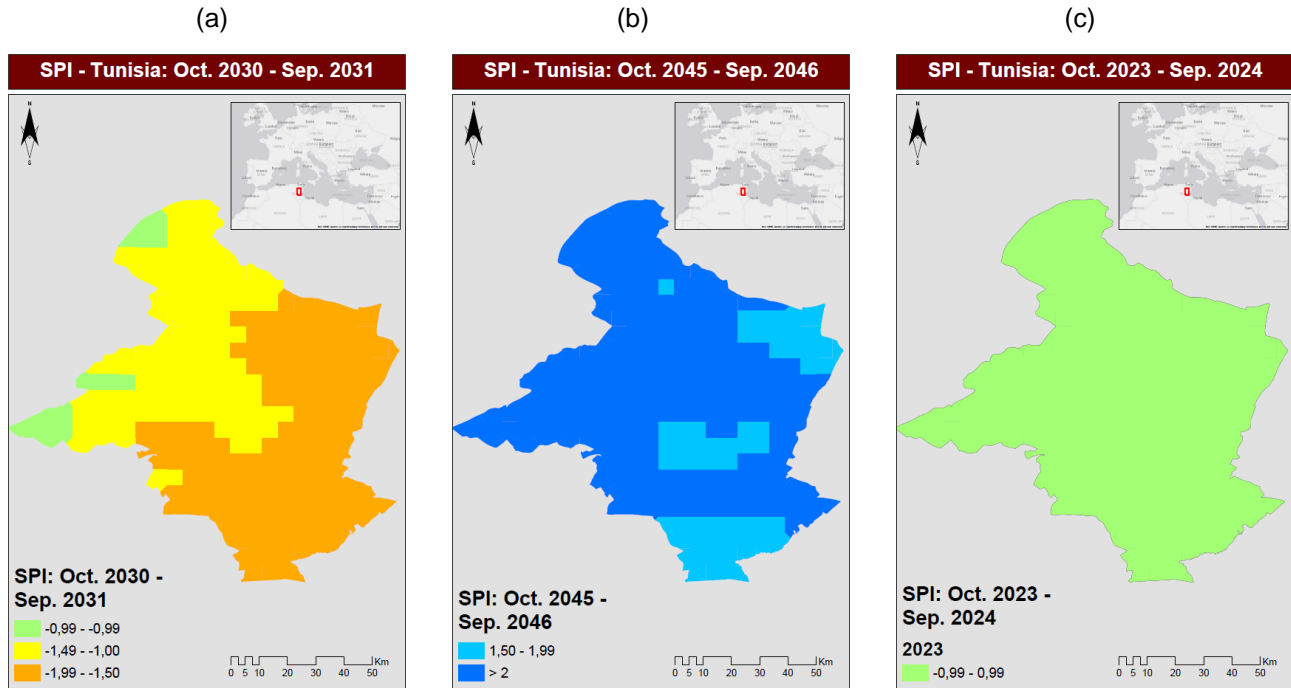 (a)
(b)
(c)
SPI - Tunisia: Oct. 2030 - Sep. 2031
SPI - Tunisia: Oct. 2045 - Sep. 2046
SPI - Tunisia: Oct. 2023 - Sep. 2024
N
S
N
S
N
S
SPI: Oct. 2030 -
Sep. 2031
-0,99 - -0,99
-1,49 - -1,00
-1,99 - -1,50
Km
0 5 10 20 30 40 50
SPI: Oct. 2045 -
Sep. 2046
1,50 - 1,99
> 2
Km
0 5 10 20 30 40 50
SPI: Oct. 2023 -
Sep. 2024
2023
-0,99 - 0,99
Km
0 5 10 20 30 40 50